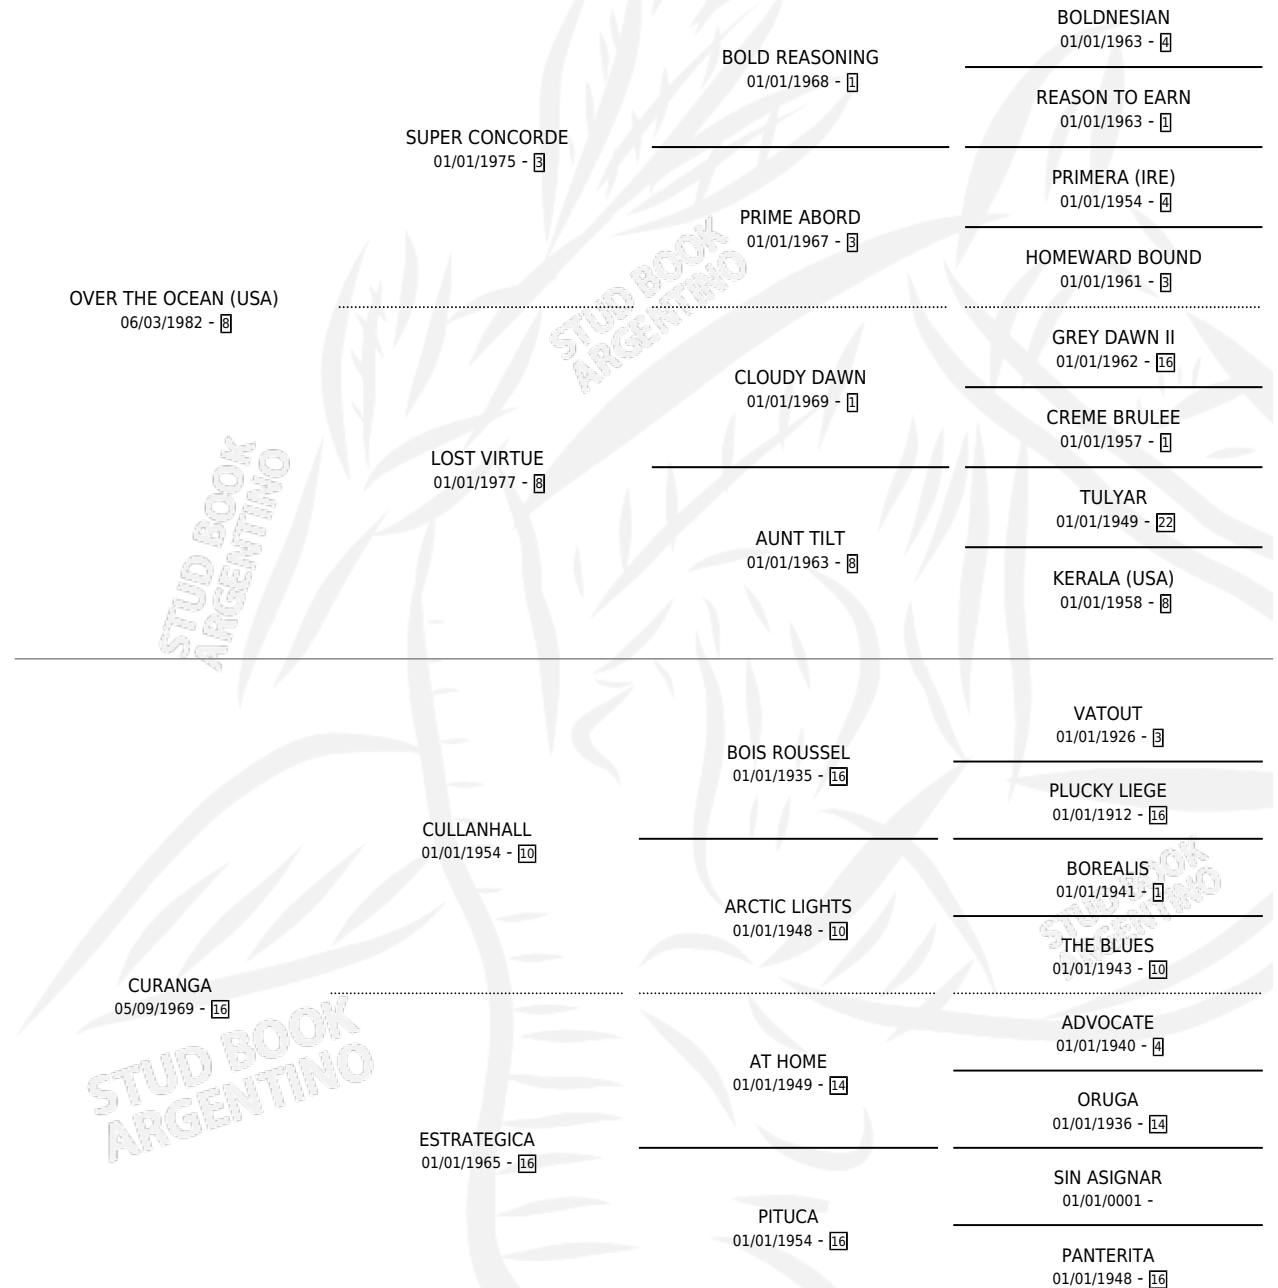 BOLDNESIAN
01/01/1963 - 4
BOLD REASONING
01/01/1968 - 1
REASON TO EARN
01/01/1963 - 1
SUPER CONCORDE
01/01/1975 - 3
PRIMERA (IRE)
01/01/1954 - 4
PRIME ABORD
01/01/1967 - 3
HOMEWARD BOUND
01/01/1961 - 3
OVER THE OCEAN (USA)
06/03/1982 - 8
GREY DAWN II
01/01/1962 - 16
CLOUDY DAWN
01/01/1969 - 1
CREME BRULEE
01/01/1957 - 1
LOST VIRTUE
01/01/1977 - 8
TULYAR
01/01/1949 - 22
AUNT TILT
01/01/1963 - 8
KERALA (USA)
01/01/1958 - 8
STUD BOOK
ARGENTINO
STUD BOOK
ARGENTINO
VATOUT
01/01/1926 - 3
BOIS ROUSSEL
01/01/1935 - 16
PLUCKY LIEGE
01/01/1912 - 16
CULLANHALL
01/01/1954 - 10
BOREALIS
01/01/1941 - 1
ARCTIC LIGHTS
01/01/1948 - 10
THE BLUES
01/01/1943 - 10
STUD BOOK
ARGENTINO
CURANGA
05/09/1969 - 16
ADVOCATE
01/01/1940 - 4
AT HOME
01/01/1949 - 14
ORUGA
01/01/1936 - 14
ESTRATEGICA
01/01/1965 - 16
SIN ASIGNAR
01/01/0001 -
PITUCA
01/01/1954 - 16
PANTERITA
01/01/1948 - 16
STUD BOOK
ARGENTINO